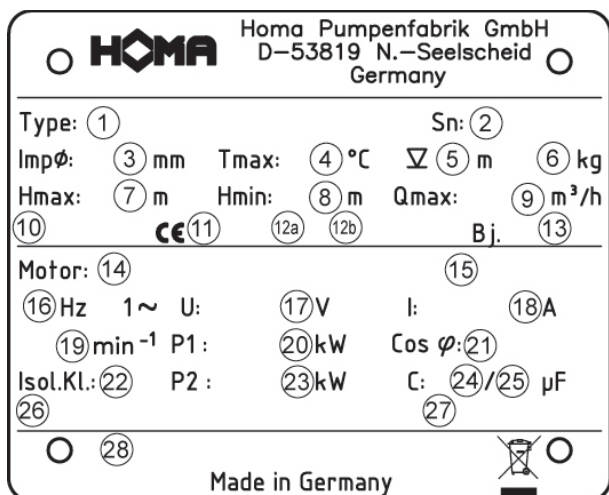 HOMA
Homa Pumpenfabrik GmbH
D-53819 N.-Seelscheid
Germany
Type: 1 Sn: 2
Impø: 3 mm Tmax: 4 °C ∇ 5 m 6 kg
Hmax: 7 m Hmin: 8 m Qmax: 9 m³/h
10 CE 11 12a 12b Bj. 13
Motor: 14 15
16 Hz 1~ U: 17 V I: 18 A
19 min⁻¹ P1: 20 kW Cos φ: 21
Isol.Kl.: 22 P2: 23 kW C: 24/25 µF
26 27
28
Made in Germany